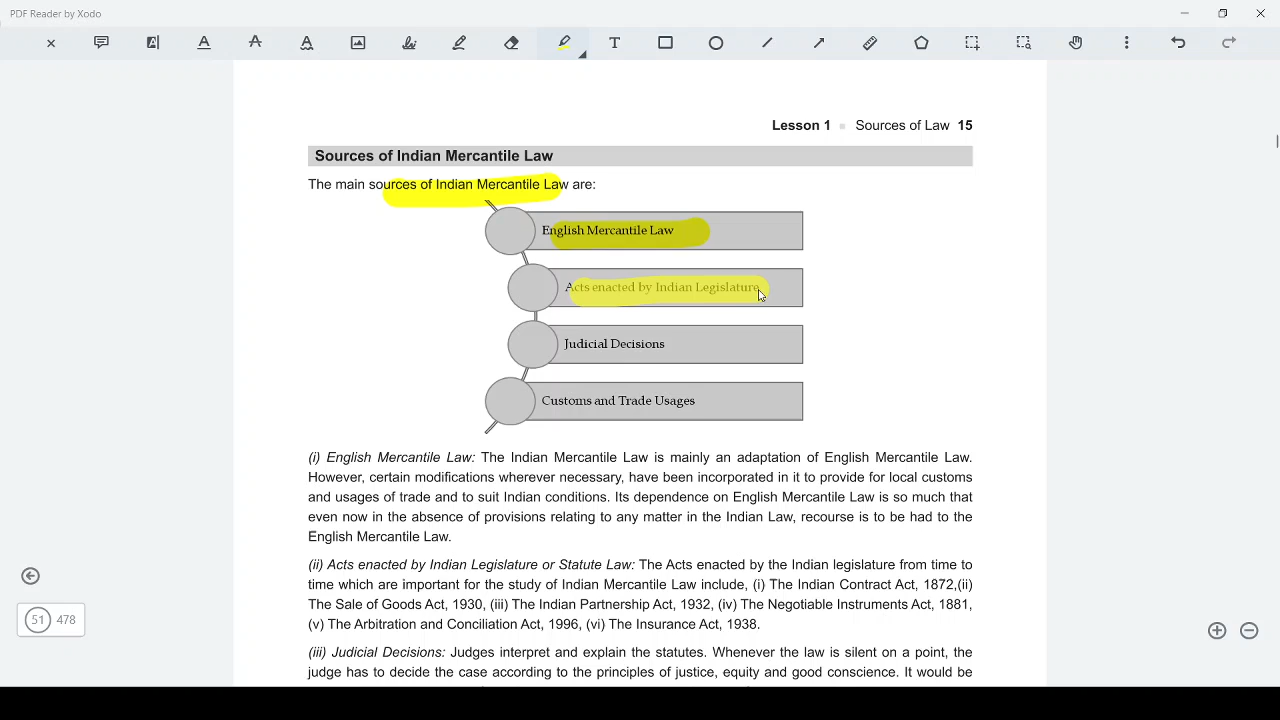 PDF Reader by Xodo
Lesson 1 ■ Sources of Law 15
Sources of Indian Mercantile Law
The main sources of Indian Mercantile Law are:
English Mercantile Law
Acts enacted by Indian Legislature
Judicial Decisions
Customs and Trade Usages
(i) English Mercantile Law: The Indian Mercantile Law is mainly an adaptation of English Mercantile Law.
However, certain modifications wherever necessary, have been incorporated in it to provide for local customs
and usages of trade and to suit Indian conditions. Its dependence on English Mercantile Law is so much that
even now in the absence of provisions relating to any matter in the Indian Law, recourse is to be had to the
English Mercantile Law.
(ii) Acts enacted by Indian Legislature or Statute Law: The Acts enacted by the Indian legislature from time to
time which are important for the study of Indian Mercantile Law include, (i) The Indian Contract Act, 1872,(ii)
The Sale of Goods Act, 1930, (iii) The Indian Partnership Act, 1932, (iv) The Negotiable Instruments Act, 1881,
(v) The Arbitration and Conciliation Act, 1996, (vi) The Insurance Act, 1938.
51 478
(iii) Judicial Decisions: Judges interpret and explain the statutes. Whenever the law is silent on a point, the
judge has to decide the case according to the principles of justice, equity and good conscience. It would be